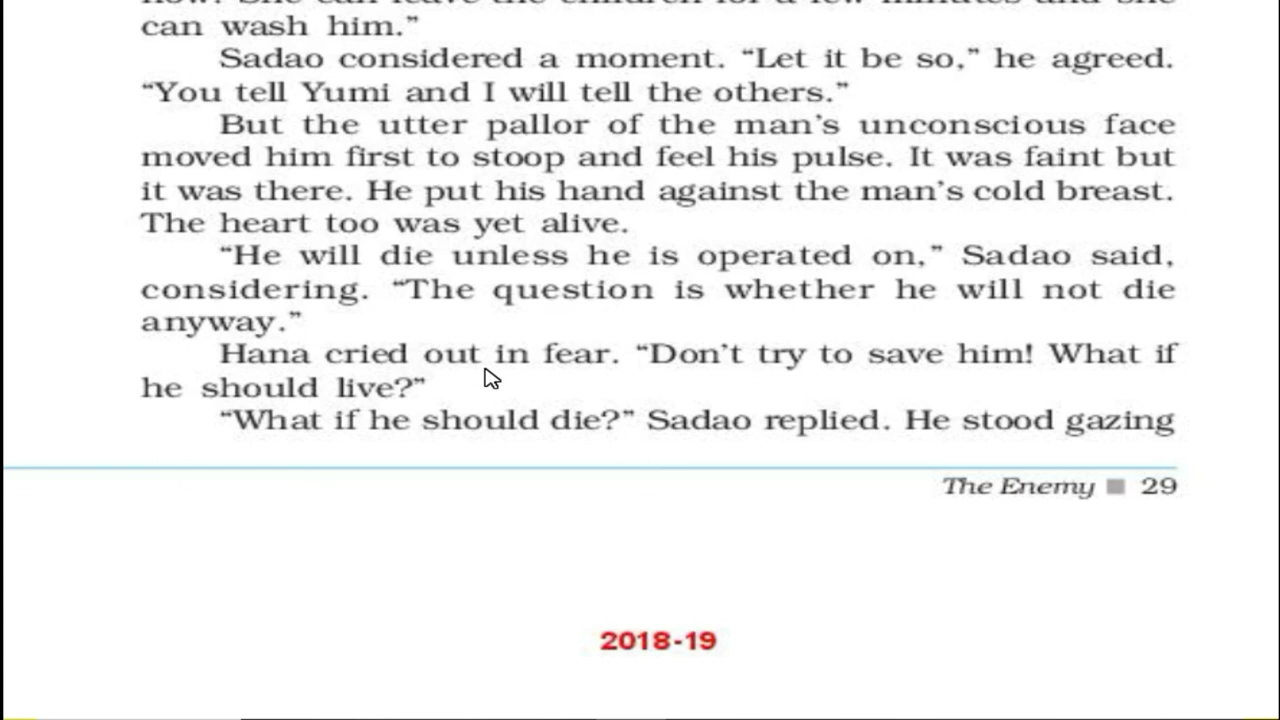 can wash him.”
Sadao considered a moment. “Let it be so,” he agreed.
“You tell Yumi and I will tell the others.”
But the utter pallor of the man’s unconscious face
moved him first to stoop and feel his pulse. It was faint but
it was there. He put his hand against the man’s cold breast.
The heart too was yet alive.
“He will die unless he is operated on,” Sadao said,
considering. “The question is whether he will not die
anyway.”
Hana cried out in fear. “Don’t try to save him! What if
he should live?”
“What if he should die?” Sadao replied. He stood gazing
The Enemy ■ 29
2018-19